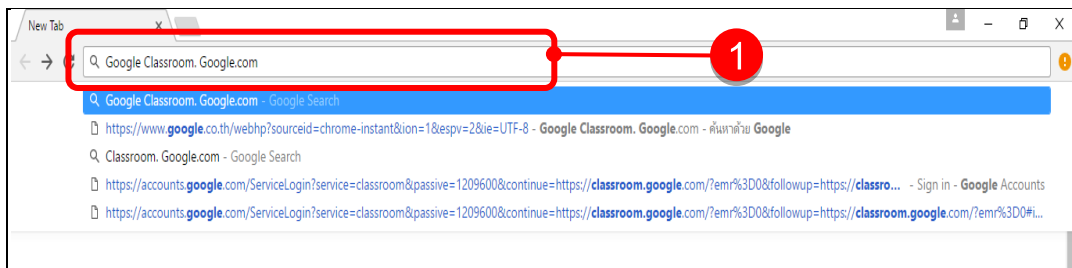 New Tab
Google Classroom. Google.com
1
Google Classroom. Google.com - Google Search
https://www.google.co.th/webhp?sourceid=chrome-instant&ion=1&espv=2&ie=UTF-8 - Google Classroom. Google.com - ค้นหาด้วย Google
Classroom. Google.com - Google Search
https://accounts.google.com/ServiceLogin?service=classroom&passive=1209600&continue=https://classroom.google.com/?emr%3D0&followup=https://classro... - Sign in - Google Accounts
https://accounts.google.com/ServiceLogin?service=classroom&passive=1209600&continue=https://classroom.google.com/?emr%3D0&followup=https://classroom.google.com/?emr%3D0#i...